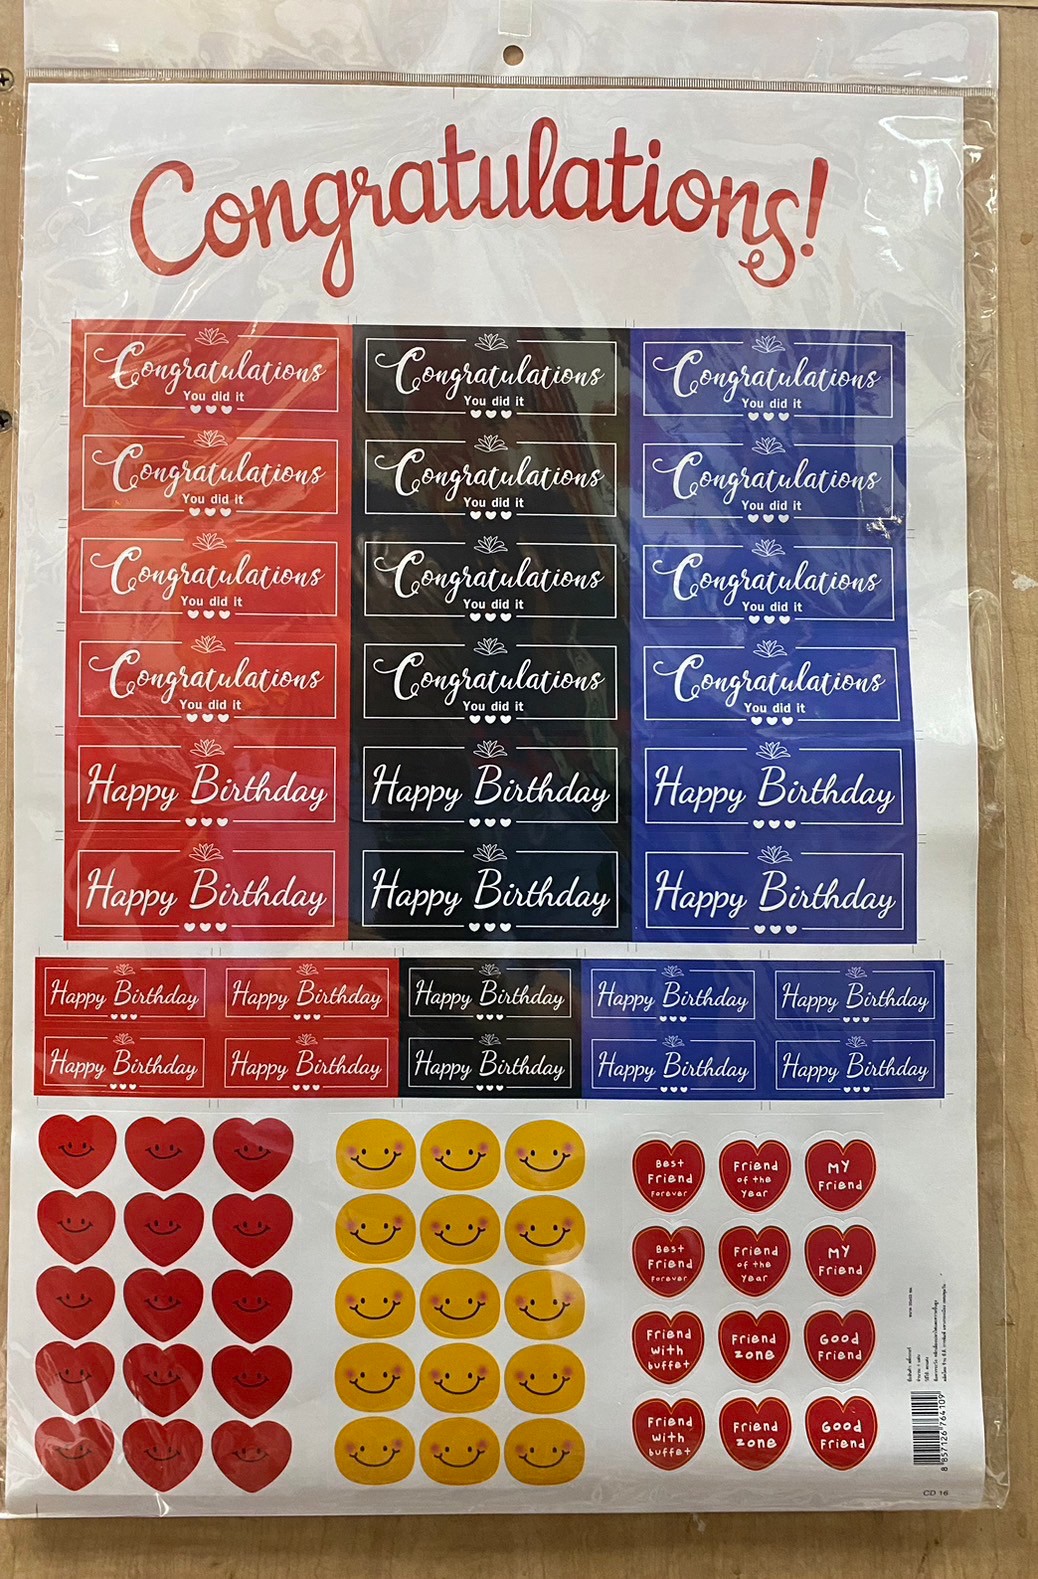 Congratulations!
Congratulations Congratulations Congratulations
You did it You did it You did it
Congratulations Congratulations Congratulations
You did it You did it You did it
Congratulations Congratulations Congratulations
You did it You did it You did it
Congratulations Congratulations Congratulations
You did it You did it You did it
Happy Birthday Happy Birthday Happy Birthday
Happy Birthday Happy Birthday Happy Birthday
Happy Birthday Happy Birthday Happy Birthday Happy Birthday Happy Birthday
Happy Birthday Happy Birthday Happy Birthday Happy Birthday Happy Birthday
Best Friend MY
Friend of the Friend
Forever Year
Best Friend MY
Friend of the Friend
Forever Year
Friend Friend Good
with zone Friend
buffet
Friend Friend Good
with zone Friend
buffet
8 857126 764109
CD 16